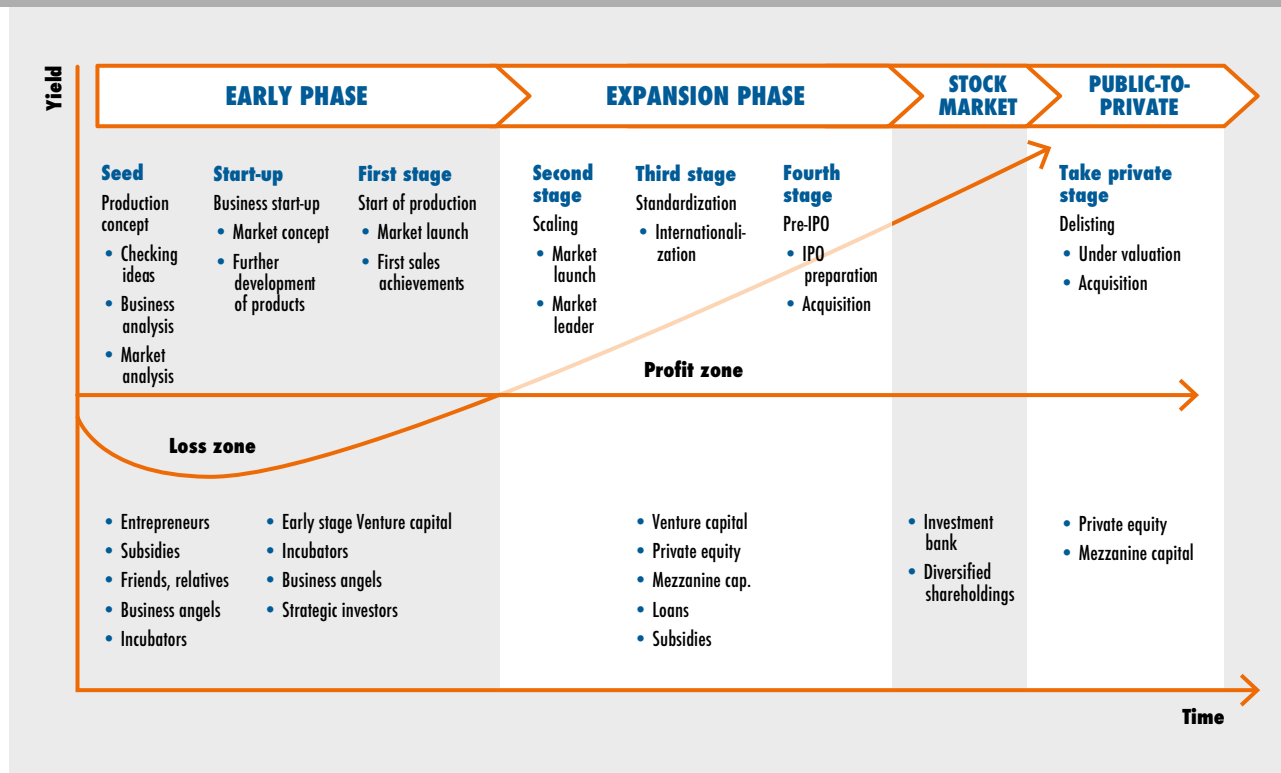 Yield
EARLY PHASE
EXPANSION PHASE
STOCK
MARKET
PUBLIC-TO-
PRIVATE
Seed
Production
concept
• Checking
ideas
• Business
analysis
• Market
analysis
Start-up
Business start-up
• Market concept
• Further
development
of products
First stage
Start of production
• Market launch
• First sales
achievements
Second
stage
Scaling
• Market
launch
• Market
leader
Third stage
Standardization
• Internationali-
zation
Fourth
stage
Pre-IPO
• IPO
preparation
• Acquisition
Take private
stage
Delisting
• Under valuation
• Acquisition
Profit zone
Loss zone
• Entrepreneurs
• Subsidies
• Friends, relatives
• Business angels
• Incubators
• Early stage Venture capital
• Incubators
• Business angels
• Strategic investors
• Venture capital
• Private equity
• Mezzanine cap.
• Loans
• Subsidies
• Investment
bank
• Diversified
shareholdings
• Private equity
• Mezzanine capital
Time